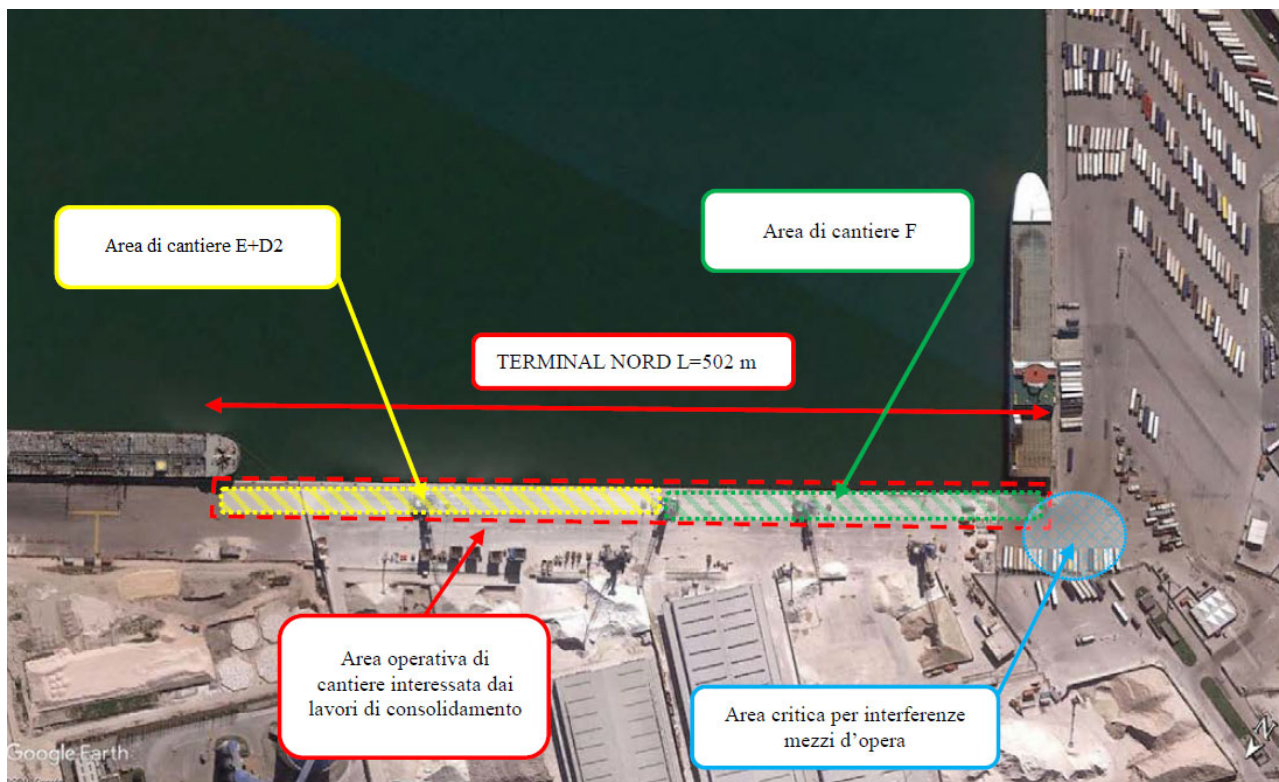 Area di cantiere E+D2
Area di cantiere F
TERMINAL NORD L=502 m
Area operativa di
cantiere interessata dai
lavori di consolidamento
Area critica per interferenze
mezzi d’opera
Google Earth
N